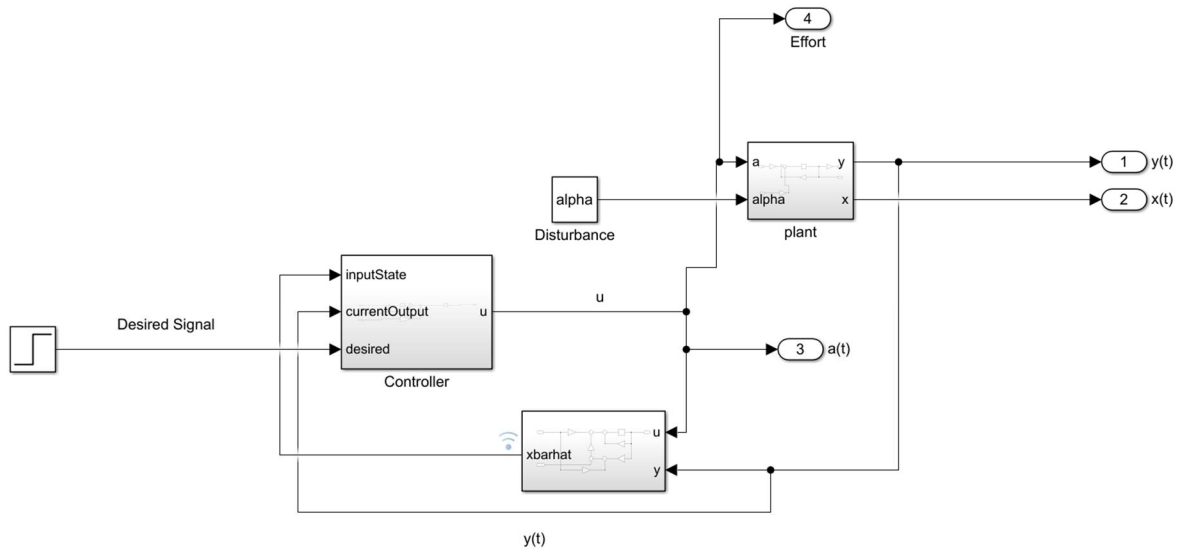 4
Effort
a
y
1
y(t)
alpha
alpha
x
2
x(t)
Disturbance
plant
inputState
u
currentOutput
u
Desired Signal
desired
3
a(t)
Controller
u
xbarhat
y
y(t)